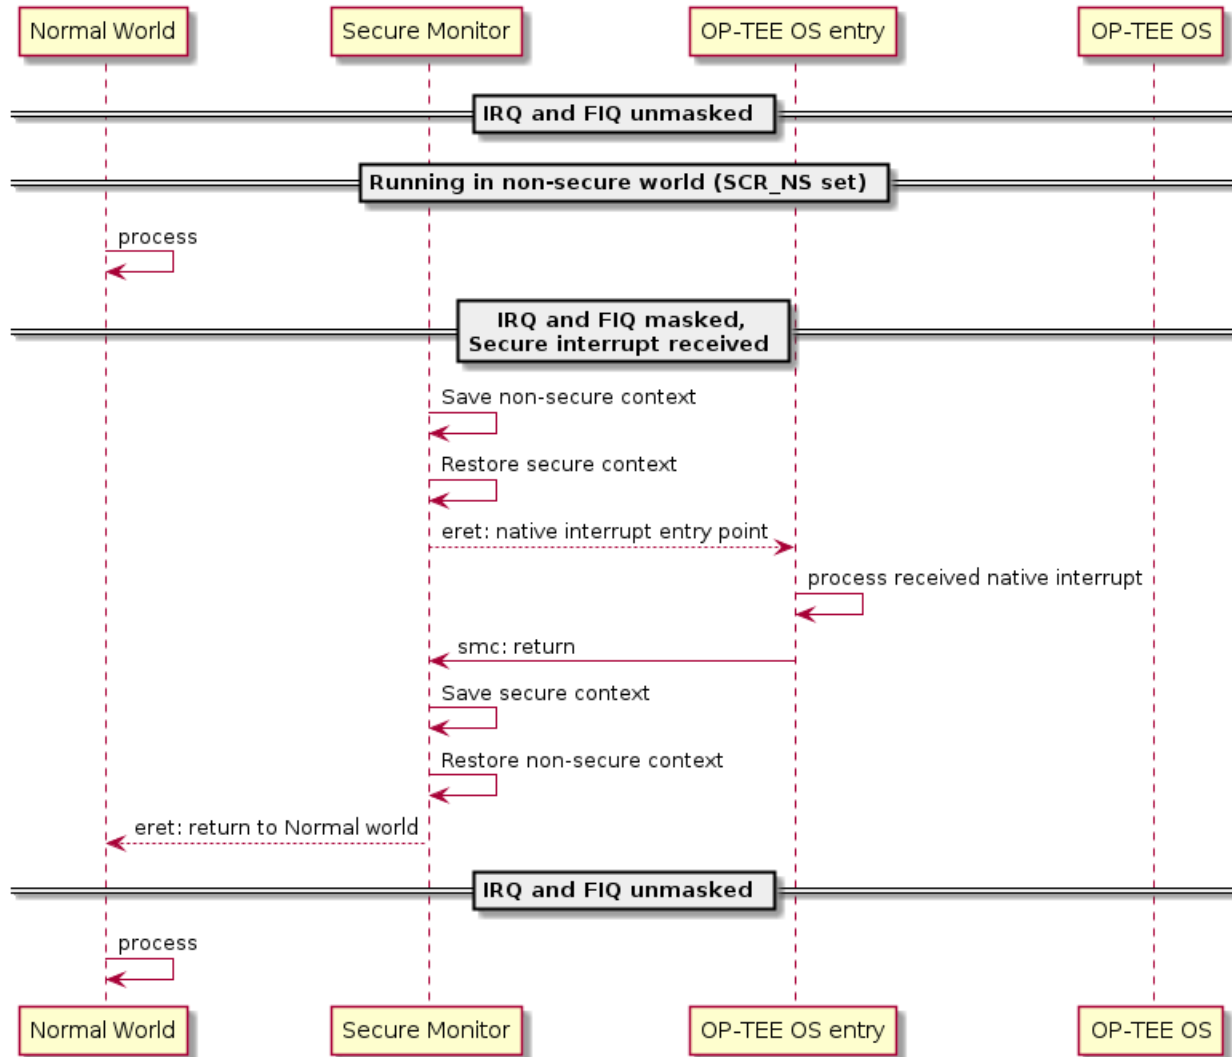 Normal World
Secure Monitor
OP-TEE OS entry
OP-TEE OS
IRQ and FIQ unmasked
Running in non-secure world (SCR_NS set)
process
IRQ and FIQ masked,
Secure interrupt received
Save non-secure context
Restore secure context
eret: native interrupt entry point
process received native interrupt
smc: return
Save secure context
Restore non-secure context
eret: return to Normal world
IRQ and FIQ unmasked
process
Normal World
Secure Monitor
OP-TEE OS entry
OP-TEE OS